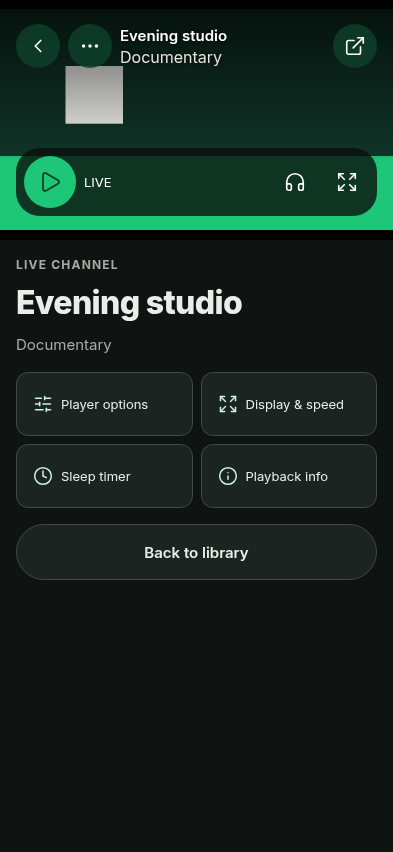 Evening studio
Documentary
LIVE
LIVE CHANNEL
Evening studio
Documentary
Player options
Display & speed
Sleep timer
Playback info
Back to library